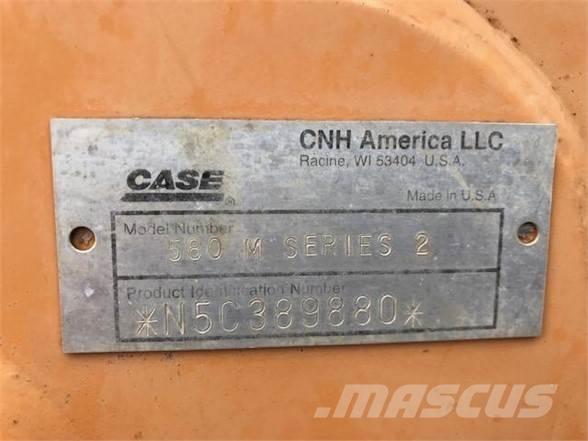 CNH America LLC
Racine, WI 53404 U.S.A.
CASE®
Made in U.S.A
Model Number
580 M SERIES 2
Product Identification Number
*N5C389880*
MASCUS